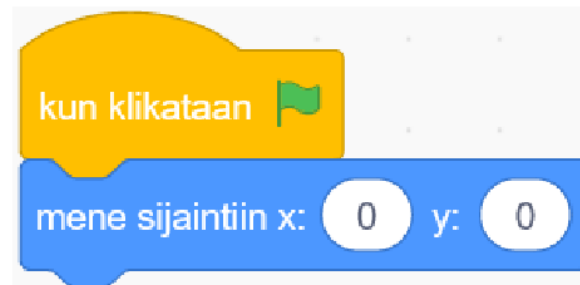 kun klikataan
mene sijaintiin x: 0 y: 0